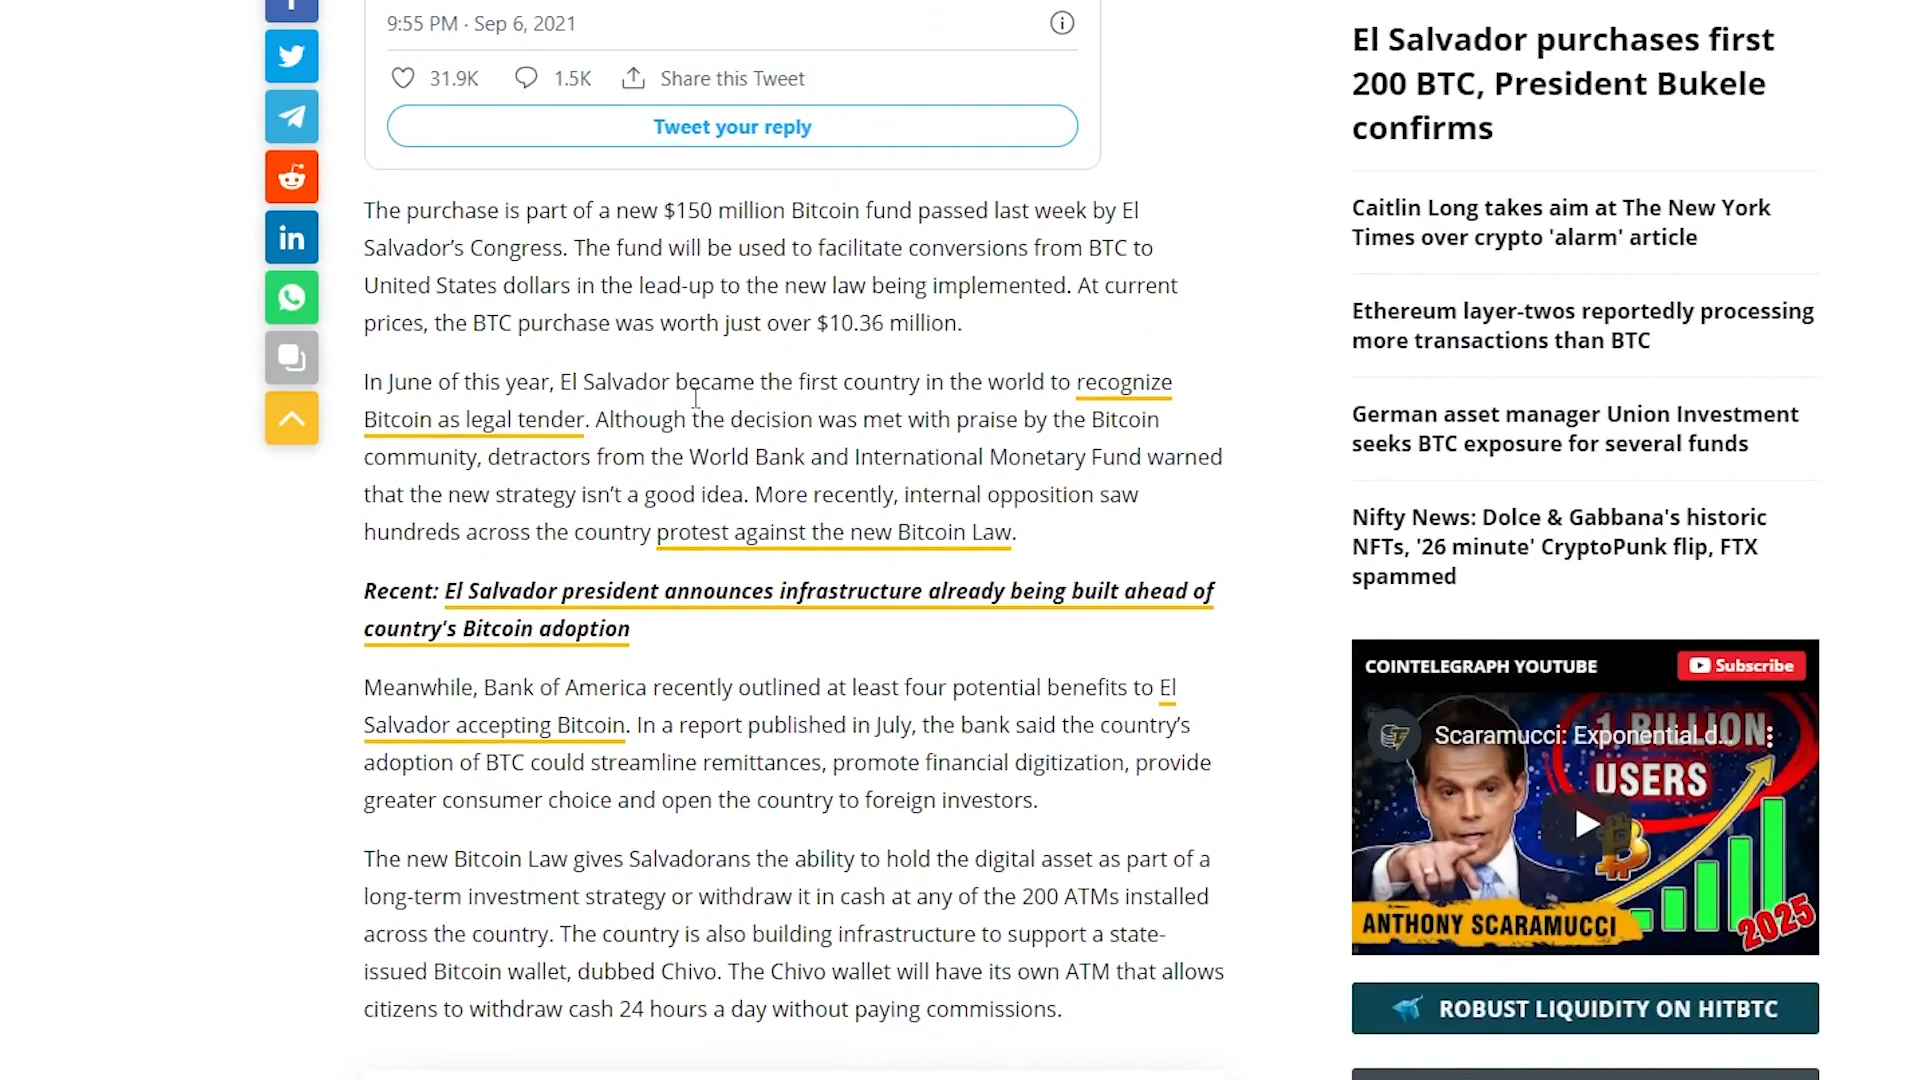 9:55 PM · Sep 6, 2021
31.9K 1.5K Share this Tweet
Tweet your reply
The purchase is part of a new $150 million Bitcoin fund passed last week by El
Salvador’s Congress. The fund will be used to facilitate conversions from BTC to
United States dollars in the lead-up to the new law being implemented. At current
prices, the BTC purchase was worth just over $10.36 million.
In June of this year, El Salvador became the first country in the world to recognize
Bitcoin as legal tender. Although the decision was met with praise by the Bitcoin
community, detractors from the World Bank and International Monetary Fund warned
that the new strategy isn’t a good idea. More recently, internal opposition saw
hundreds across the country protest against the new Bitcoin Law.
Recent: El Salvador president announces infrastructure already being built ahead of
country's Bitcoin adoption
Meanwhile, Bank of America recently outlined at least four potential benefits to El
Salvador accepting Bitcoin. In a report published in July, the bank said the country’s
adoption of BTC could streamline remittances, promote financial digitization, provide
greater consumer choice and open the country to foreign investors.
The new Bitcoin Law gives Salvadorans the ability to hold the digital asset as part of a
long-term investment strategy or withdraw it in cash at any of the 200 ATMs installed
across the country. The country is also building infrastructure to support a state-
issued Bitcoin wallet, dubbed Chivo. The Chivo wallet will have its own ATM that allows
citizens to withdraw cash 24 hours a day without paying commissions.
El Salvador purchases first
200 BTC, President Bukele
confirms
Caitlin Long takes aim at The New York
Times over crypto 'alarm' article
Ethereum layer-twos reportedly processing
more transactions than BTC
German asset manager Union Investment
seeks BTC exposure for several funds
Nifty News: Dolce & Gabbana's historic
NFTs, '26 minute' CryptoPunk flip, FTX
spammed
COINTELEGRAPH YOUTUBE Subscribe
Scaramucci: Exponential d...
1 BILLION
USERS
ANTHONY SCARAMUCCI
2025
ROBUST LIQUIDITY ON HITBTC